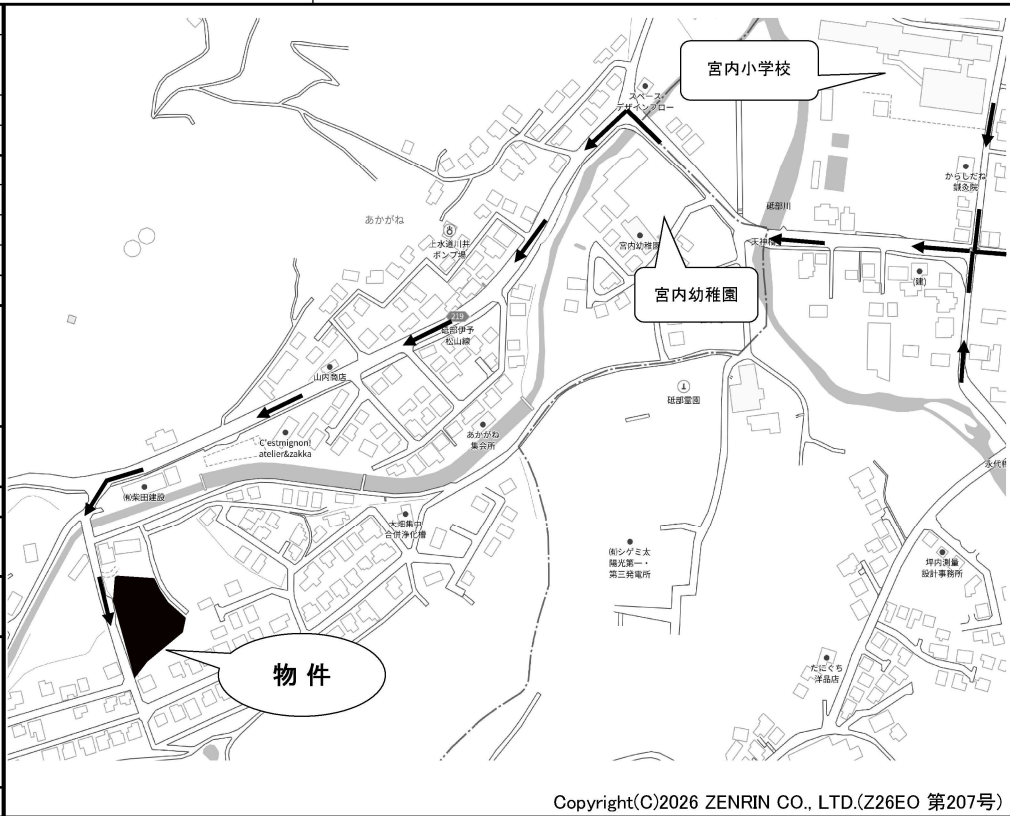 宮内小学校
スペース・
デザインフロー
からしだね
鍼灸院
砥部川
あかがね
上水道川井
ポンプ場
宮内幼稚園
天神橋
宮内幼稚園
(建)
219
砥部伊予
松山線
山内商店
砥部霊園
C'estmignon!
atelier&zakka
あかがね
集会所
永代橋
㈲柴田建設
大畑集中
合併浄化槽
㈲シゲミ太
陽光第一・
第三発電所
坪内測量
設計事務所
たにぐち
洋品店
物件
Copyright(C)2026 ZENRIN CO., LTD.(Z26EO 第207号)